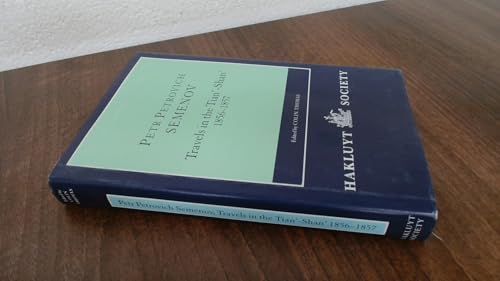 PETR PETROVICH
SEMENOV
Travels in the Tian'-Shan'
1856-1857
Edited by COLIN THOMAS
HAKLUYT
SOCIETY
Petr Petrovich Semenov, Travels in the Tian'-Shan' 1856–1857
HAKLUYT
SOCIETY